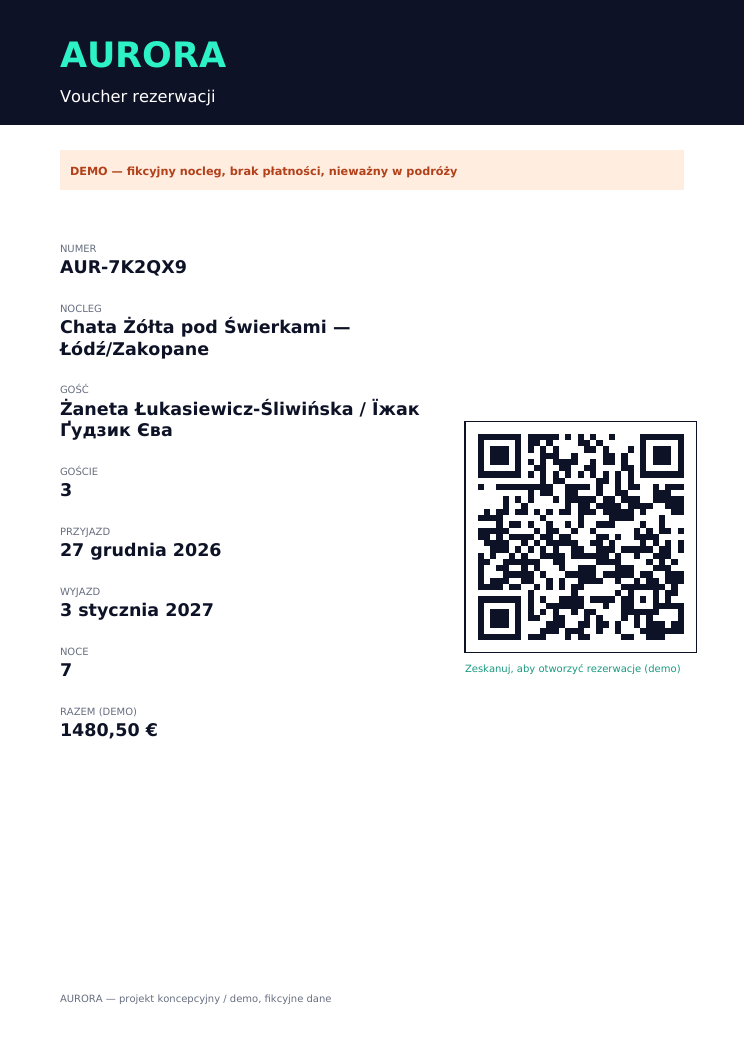 AURORA
Voucher rezerwacji
DEMO — fikcyjny nocleg, brak płatności, nieważny w podróży
NUMER
AUR-7K2QX9
NOCLEG
Chata Żółta pod Świerkami —
Łódź/Zakopane
GOŚĆ
Żaneta Łukasiewicz-Śliwińska / Їжак
Ґудзик Єва
GOŚCIE
3
PRZYJAZD
27 grudnia 2026
WYJAZD
3 stycznia 2027
NOCE
7
Zeskanuj, aby otworzyć rezerwacje (demo)
RAZEM (DEMO)
1480,50 €
AURORA — projekt koncepcyjny / demo, fikcyjne dane